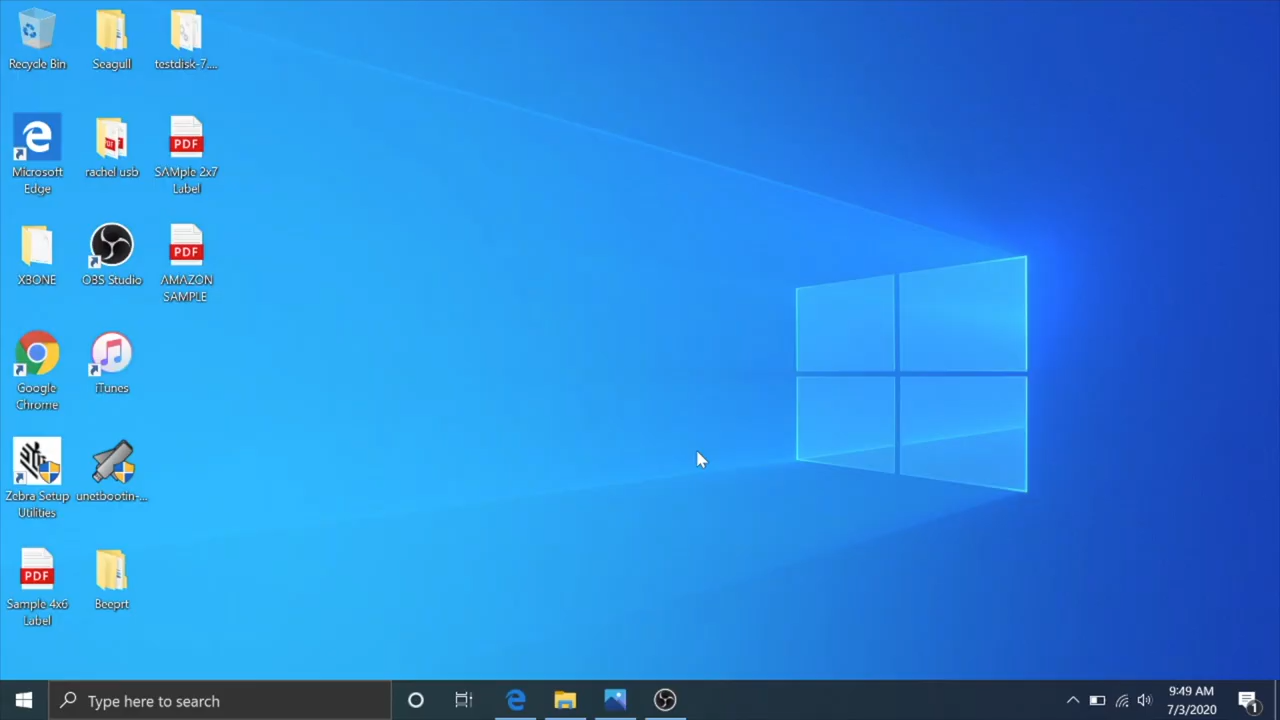 Recycle Bin
Seagull
testdisk-7....
Microsoft
Edge
rachel usb
PDF
SAMple 2x7
Label
XBONE
OBS Studio
PDF
AMAZON
SAMPLE
Google
Chrome
iTunes
Zebra Setup
Utilities
unetbootin-...
PDF
Sample 4x6
Label
Beeprt
Type here to search
9:49 AM
7/3/2020
1